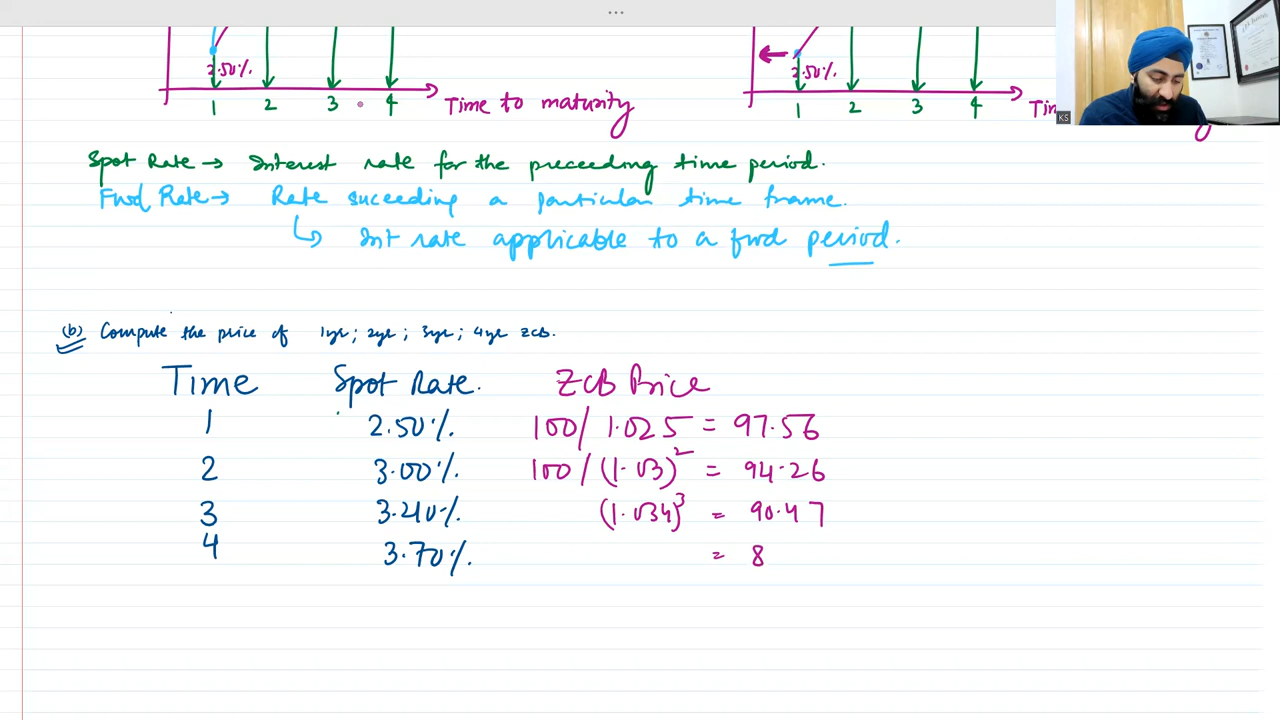 2.50%
1 2 3 4 Time to maturity
2.50%
1 2 3 4 Tim
KS
Spot Rate → Interest rate for the preceeding time period.
Fwd Rate → Rate suceeding a particular time frame.
↳ Int rate applicable to a fwd period.
(b) Compute the price of 1yr; 2yr; 3yr; 4yr zcb.
Time Spot Rate. ZCB Price
1 2.50% 100/ 1.025 = 97.56
2 3.00% 100/ (1.03)² = 94.26
3 3.40% (1.034)³ = 90.47
4 3.70% = 8